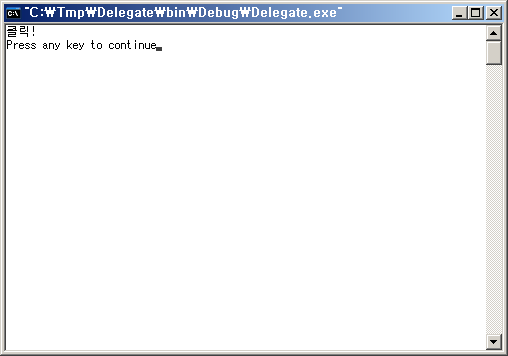 "C:₩Tmp₩Delegate₩bin₩Debug₩Delegate.exe"
클릭!
Press any key to continue